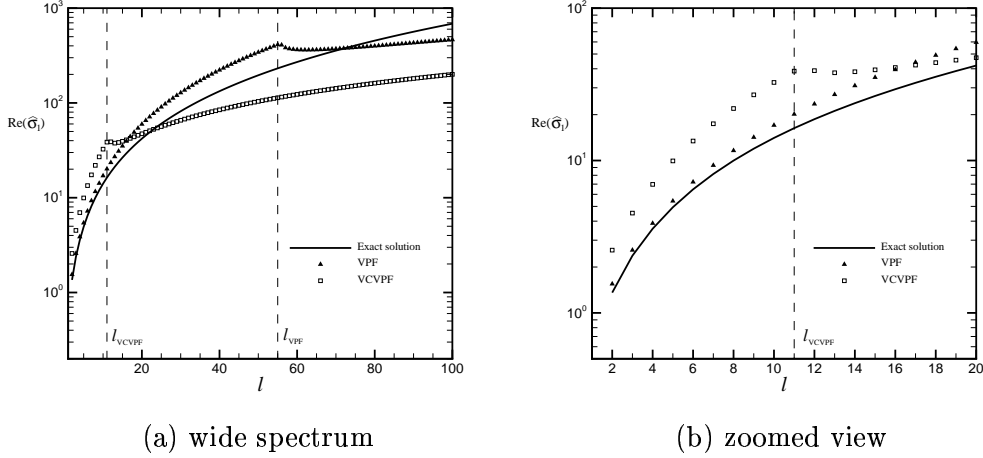 10³
10²
10¹
10⁰
Re(σ̂ₗ)
Exact solution
VPF
VCVPF
l_VCVPF
l_VPF
20 40 60 80 100
l
(a) wide spectrum
10²
10¹
10⁰
Re(σ̂ₗ)
Exact solution
VPF
VCVPF
l_VCVPF
2 4 6 8 10 12 14 16 18 20
l
(b) zoomed view